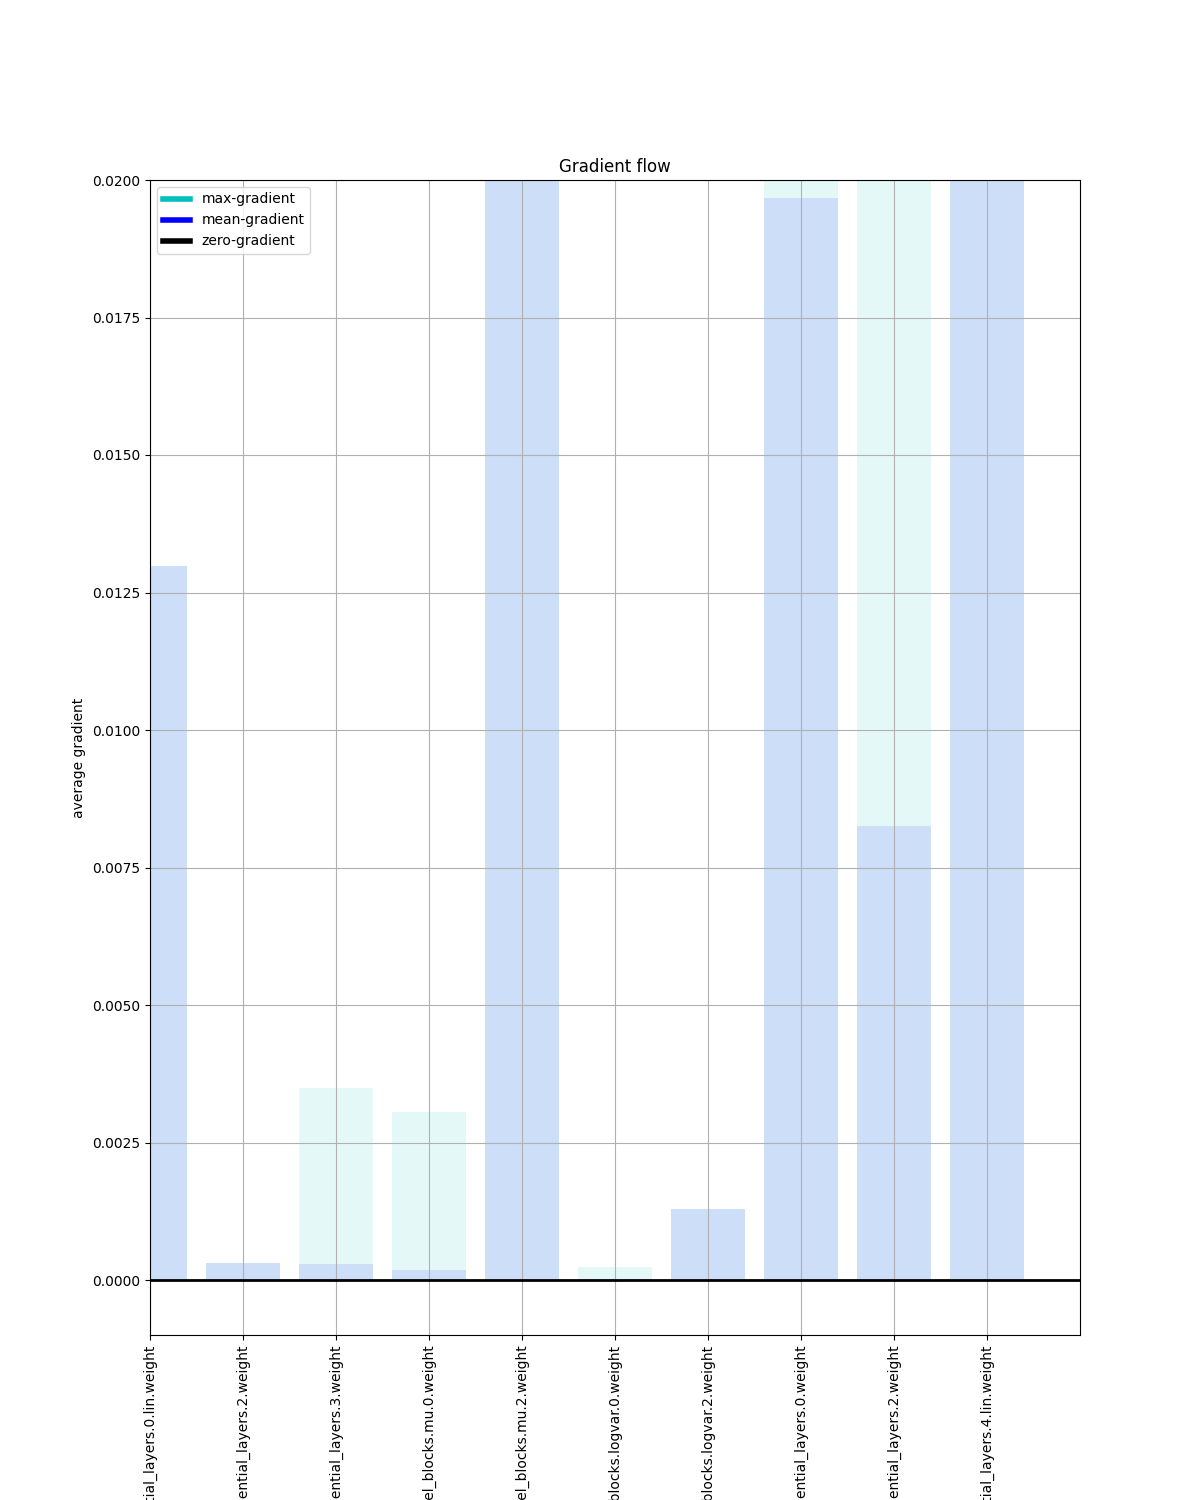 Gradient flow
max-gradient
mean-gradient
zero-gradient
0.0200
0.0175
0.0150
0.0125
0.0100
0.0075
0.0050
0.0025
0.0000
average gradient
tial_layers.0.lin.weight
ential_layers.2.weight
ential_layers.3.weight
el_blocks.mu.0.weight
el_blocks.mu.2.weight
blocks.logvar.0.weight
blocks.logvar.2.weight
ential_layers.0.weight
ential_layers.2.weight
tial_layers.4.lin.weight